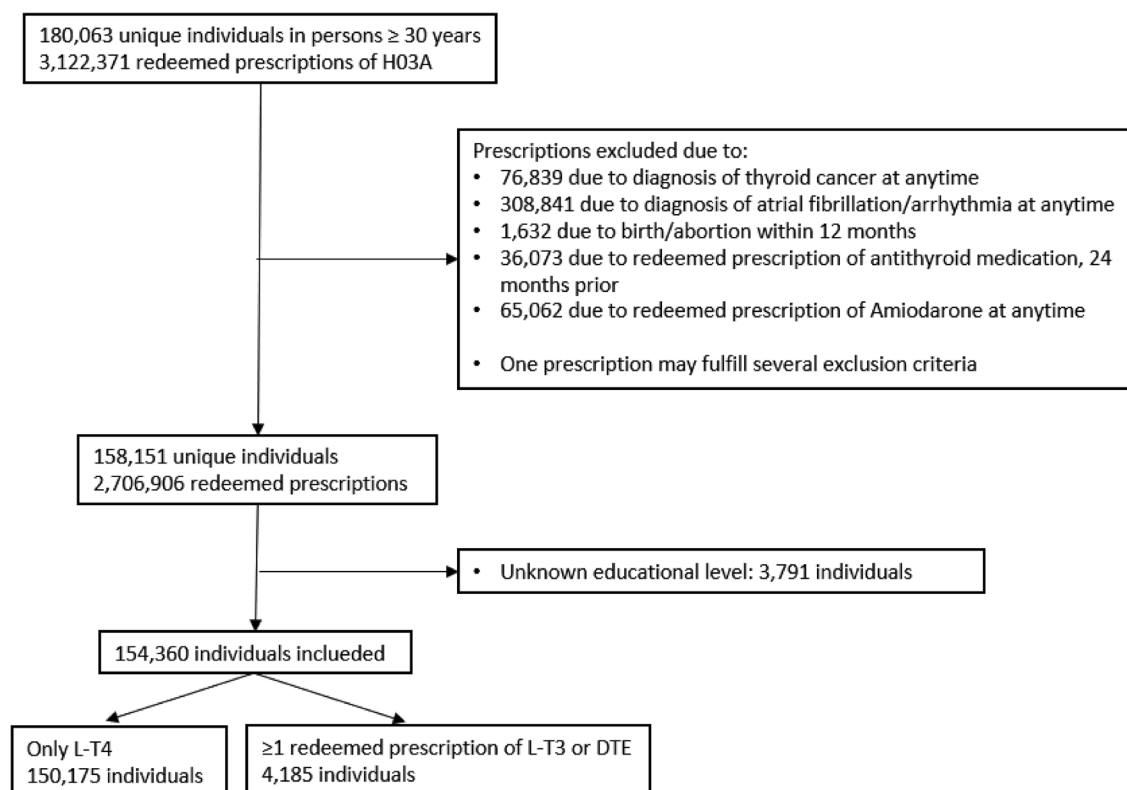 180,063 unique individuals in persons ≥ 30 years
3,122,371 redeemed prescriptions of H03A
Prescriptions excluded due to:
• 76,839 due to diagnosis of thyroid cancer at anytime
• 308,841 due to diagnosis of atrial fibrillation/arrhythmia at anytime
• 1,632 due to birth/abortion within 12 months
• 36,073 due to redeemed prescription of antithyroid medication, 24
months prior
• 65,062 due to redeemed prescription of Amiodarone at anytime
• One prescription may fulfill several exclusion criteria
158,151 unique individuals
2,706,906 redeemed prescriptions
• Unknown educational level: 3,791 individuals
154,360 individuals inclueded
Only L-T4
150,175 individuals
≥1 redeemed prescription of L-T3 or DTE
4,185 individuals